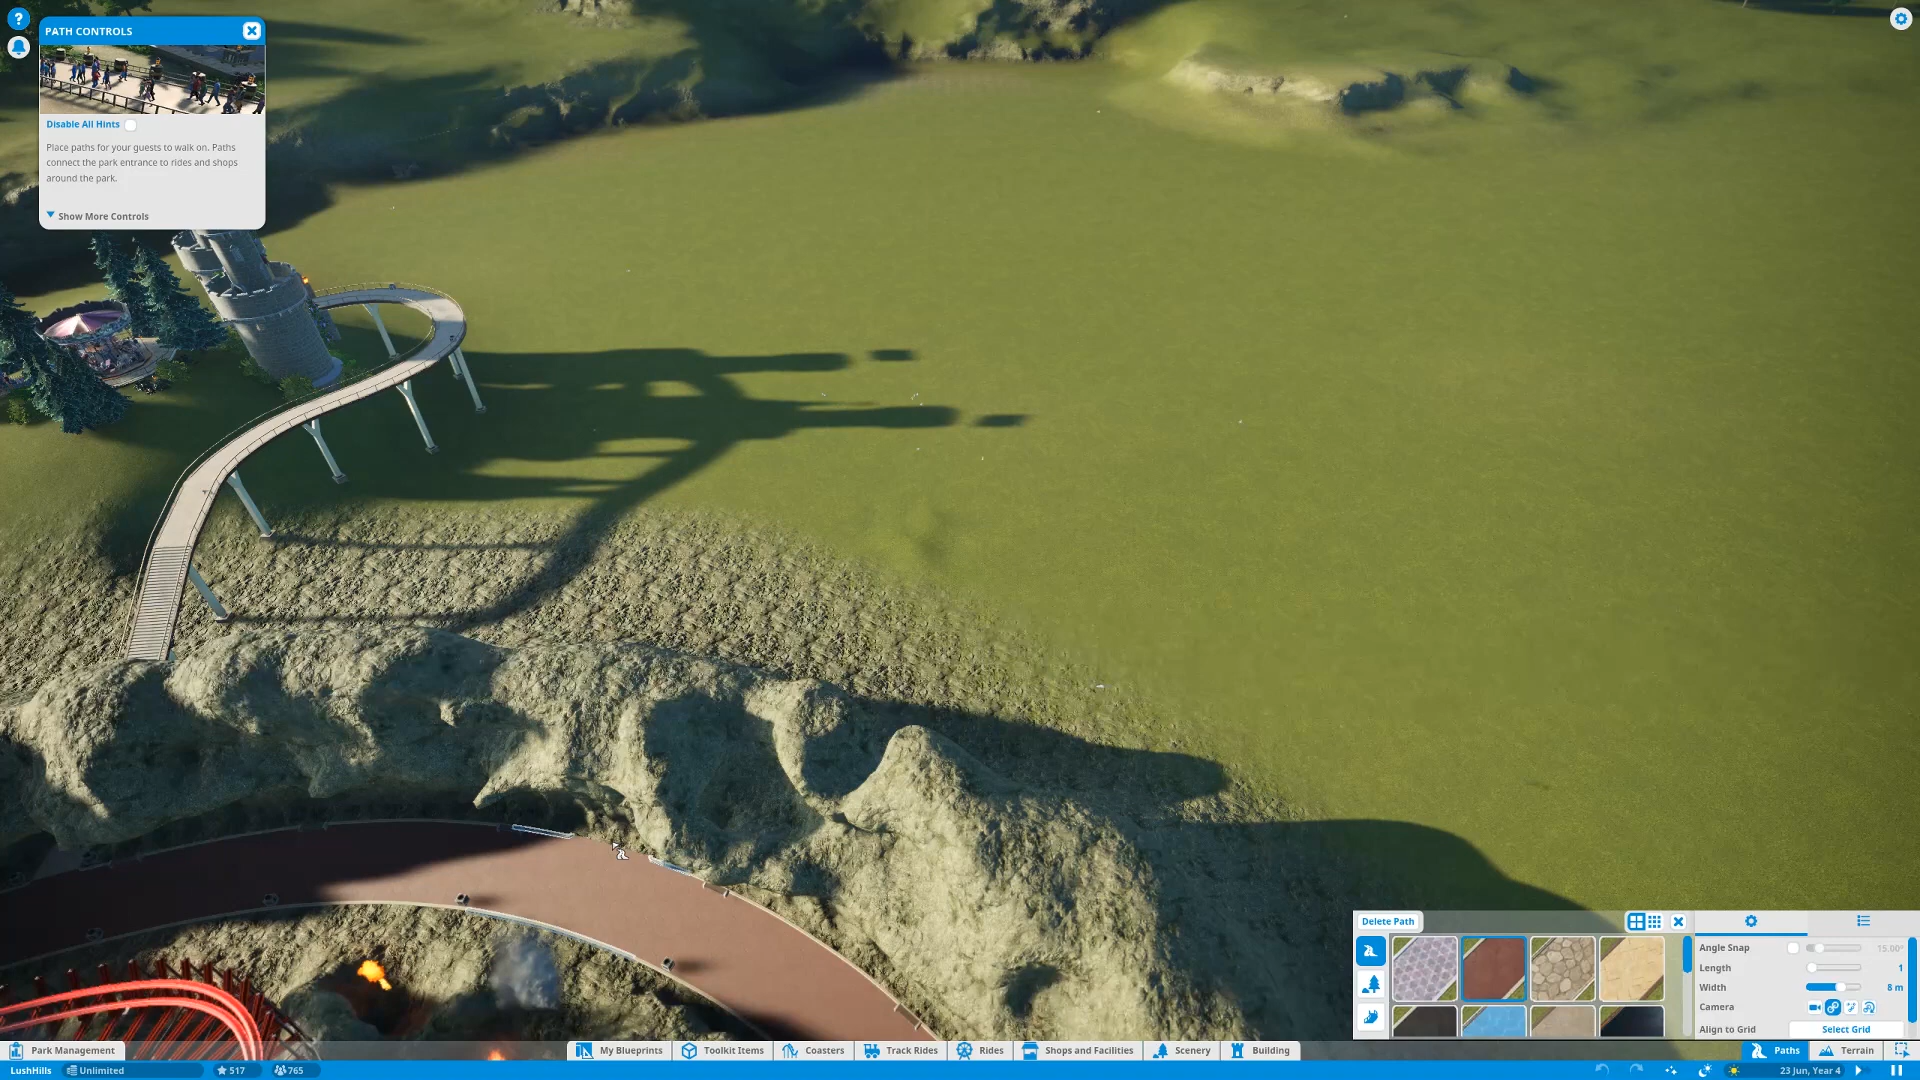 ?
PATH CONTROLS
Disable All Hints
Place paths for your guests to walk on. Paths
connect the park entrance to rides and shops
around the park.
Show More Controls
Delete Path
Angle Snap
15.00°
Length
1
Width
8 m
Camera
Align to Grid
Select Grid
Park Management
My Blueprints
Toolkit Items
Coasters
Track Rides
Rides
Shops and Facilities
Scenery
Building
Paths
Terrain
LushHills
Unlimited
517
765
23 Jun, Year 4